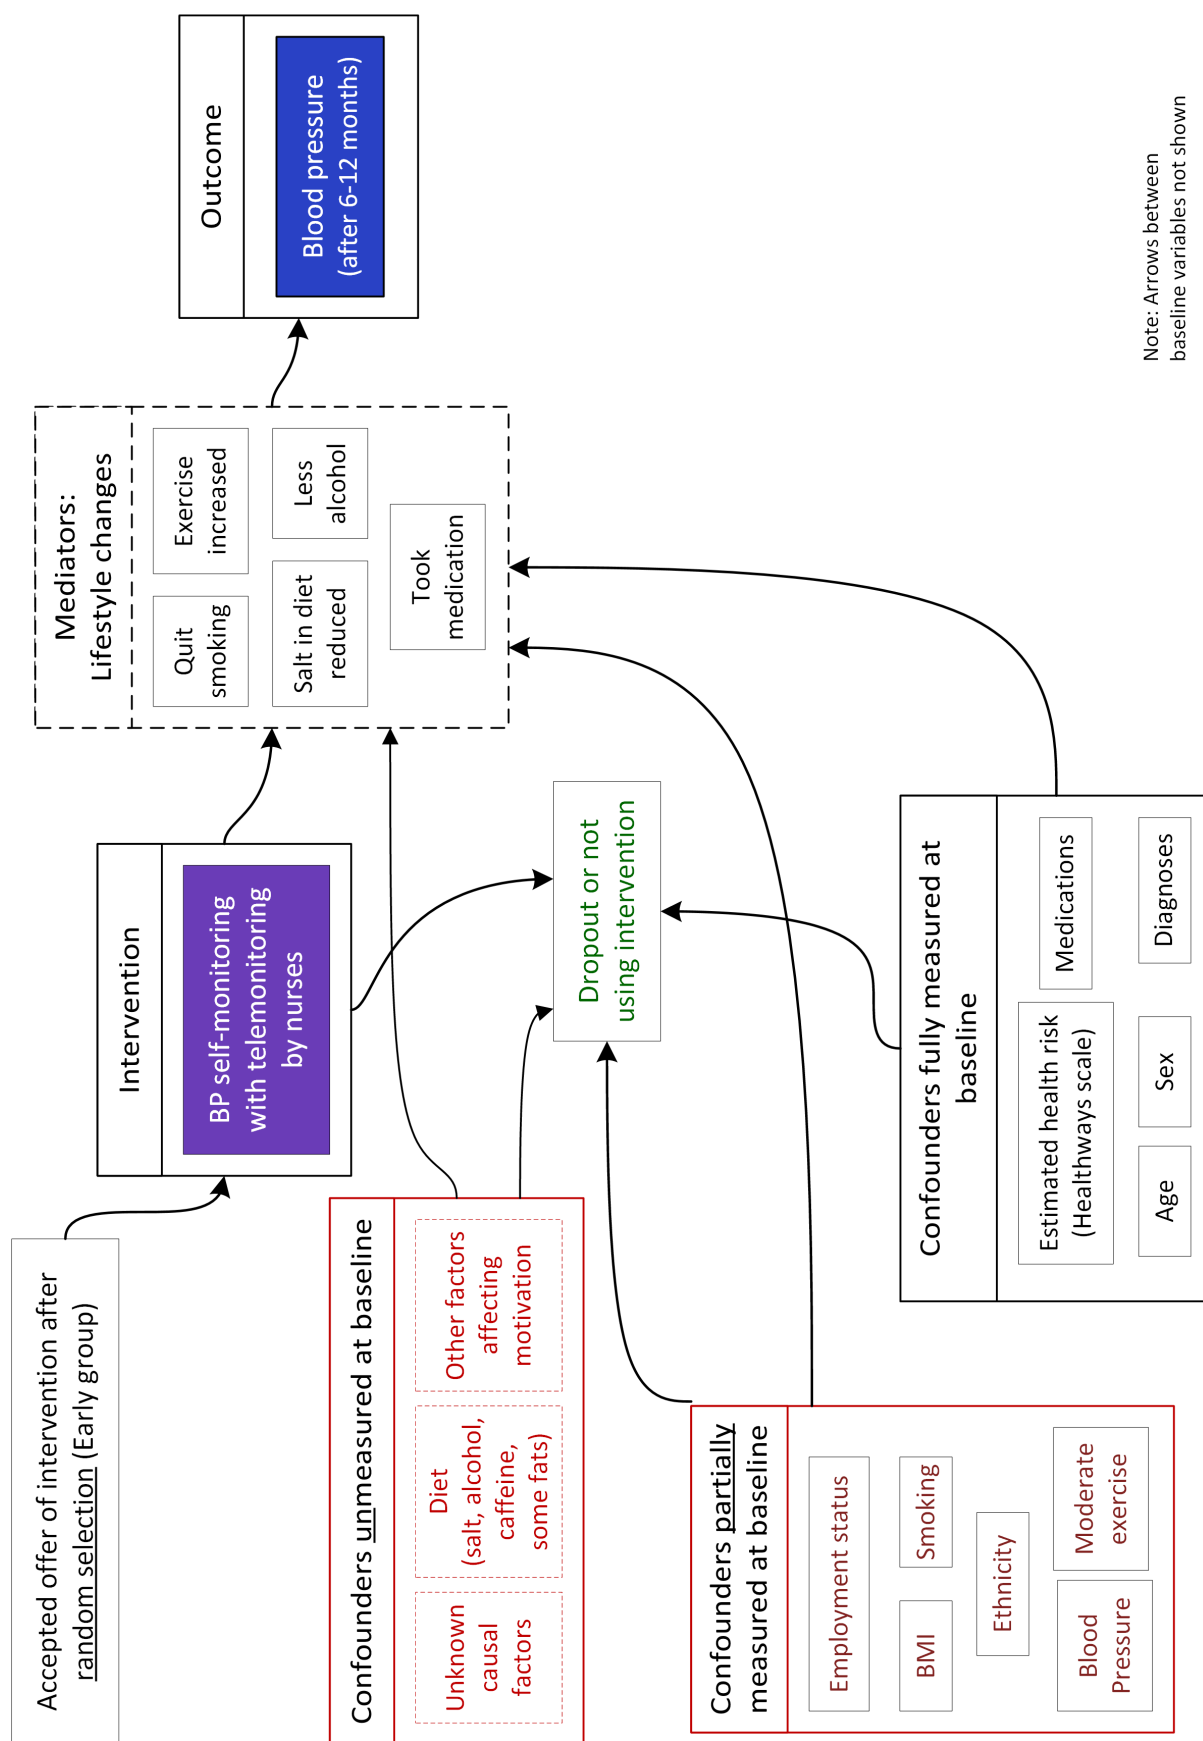 Accepted offer of intervention after
random selection (Early group)
Intervention
BP self-monitoring
with telemonitoring
by nurses
Mediators:
Lifestyle changes
Quit
smoking
Exercise
increased
Salt in diet
reduced
Less
alcohol
Took
medication
Outcome
Blood pressure
(after 6-12 months)
Confounders unmeasured at baseline
Unknown
causal
factors
Diet
(salt, alcohol,
caffeine,
some fats)
Other factors
affecting
motivation
Dropout or not
using intervention
Confounders partially
measured at baseline
Employment status
BMI
Smoking
Ethnicity
Blood
Pressure
Moderate
exercise
Confounders fully measured at
baseline
Estimated health risk
(Healthways scale)
Medications
Age
Sex
Diagnoses
Note: Arrows between
baseline variables not shown